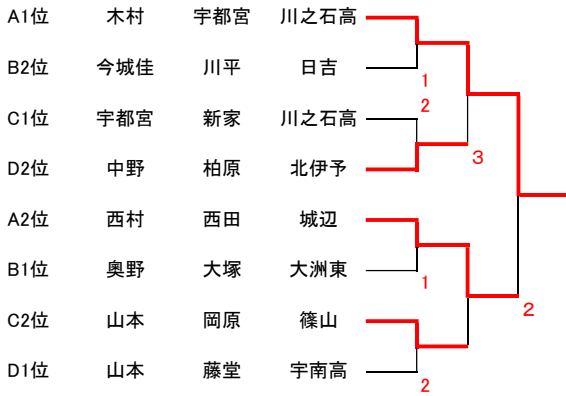 A1位 木村 宇都宮 川之石高
B2位 今城佳 川平 日吉
1
2
C1位 宇都宮 新家 川之石高
3
D2位 中野 柏原 北伊予
A2位 西村 西田 城辺
B1位 奥野 大塚 大洲東
1
2
C2位 山本 岡原 篠山
D1位 山本 藤堂 宇南高
2